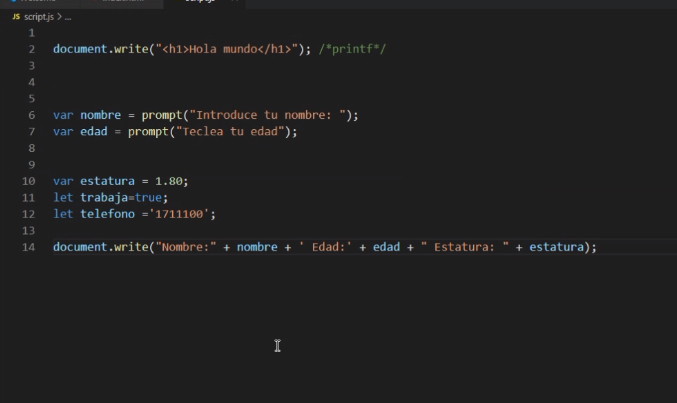 script.js
JS script.js > ...
1
2 document.write("<h1>Hola mundo</h1>"); /*printf*/
3
4
5
6 var nombre = prompt("Introduce tu nombre: ");
7 var edad = prompt("Teclea tu edad");
8
9
10 var estatura = 1.80;
11 let trabaja=true;
12 let telefono ='1711100';
13
14 document.write("Nombre:" + nombre + ' Edad:' + edad + " Estatura: " + estatura);